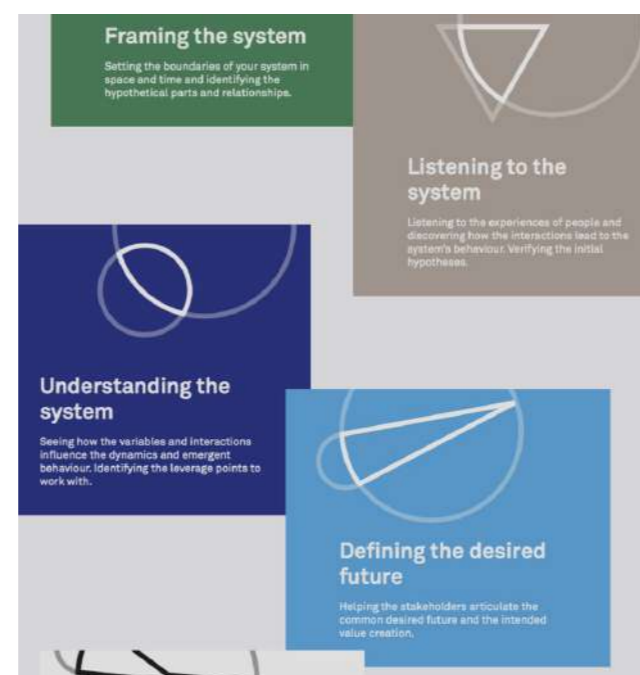 Framing the system
Setting the boundaries of your system in
space and time and identifying the
hypothetical parts and relationships.
Listening to the
system
Listening to the experiences of people and
discovering how the interactions lead to the
system's behaviour. Verifying the initial
hypotheses.
Understanding the
system
Seeing how the variables and interactions
influence the dynamics and emergent
behaviour. Identifying the leverage points to
work with.
Defining the desired
future
Helping the stakeholders articulate the
common desired future and the intended
value creation.